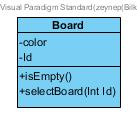 Visual Paradigm Standard(zeynep(Bilk
Board
-color
-Id
+isEmpty()
+selectBoard(Int Id)